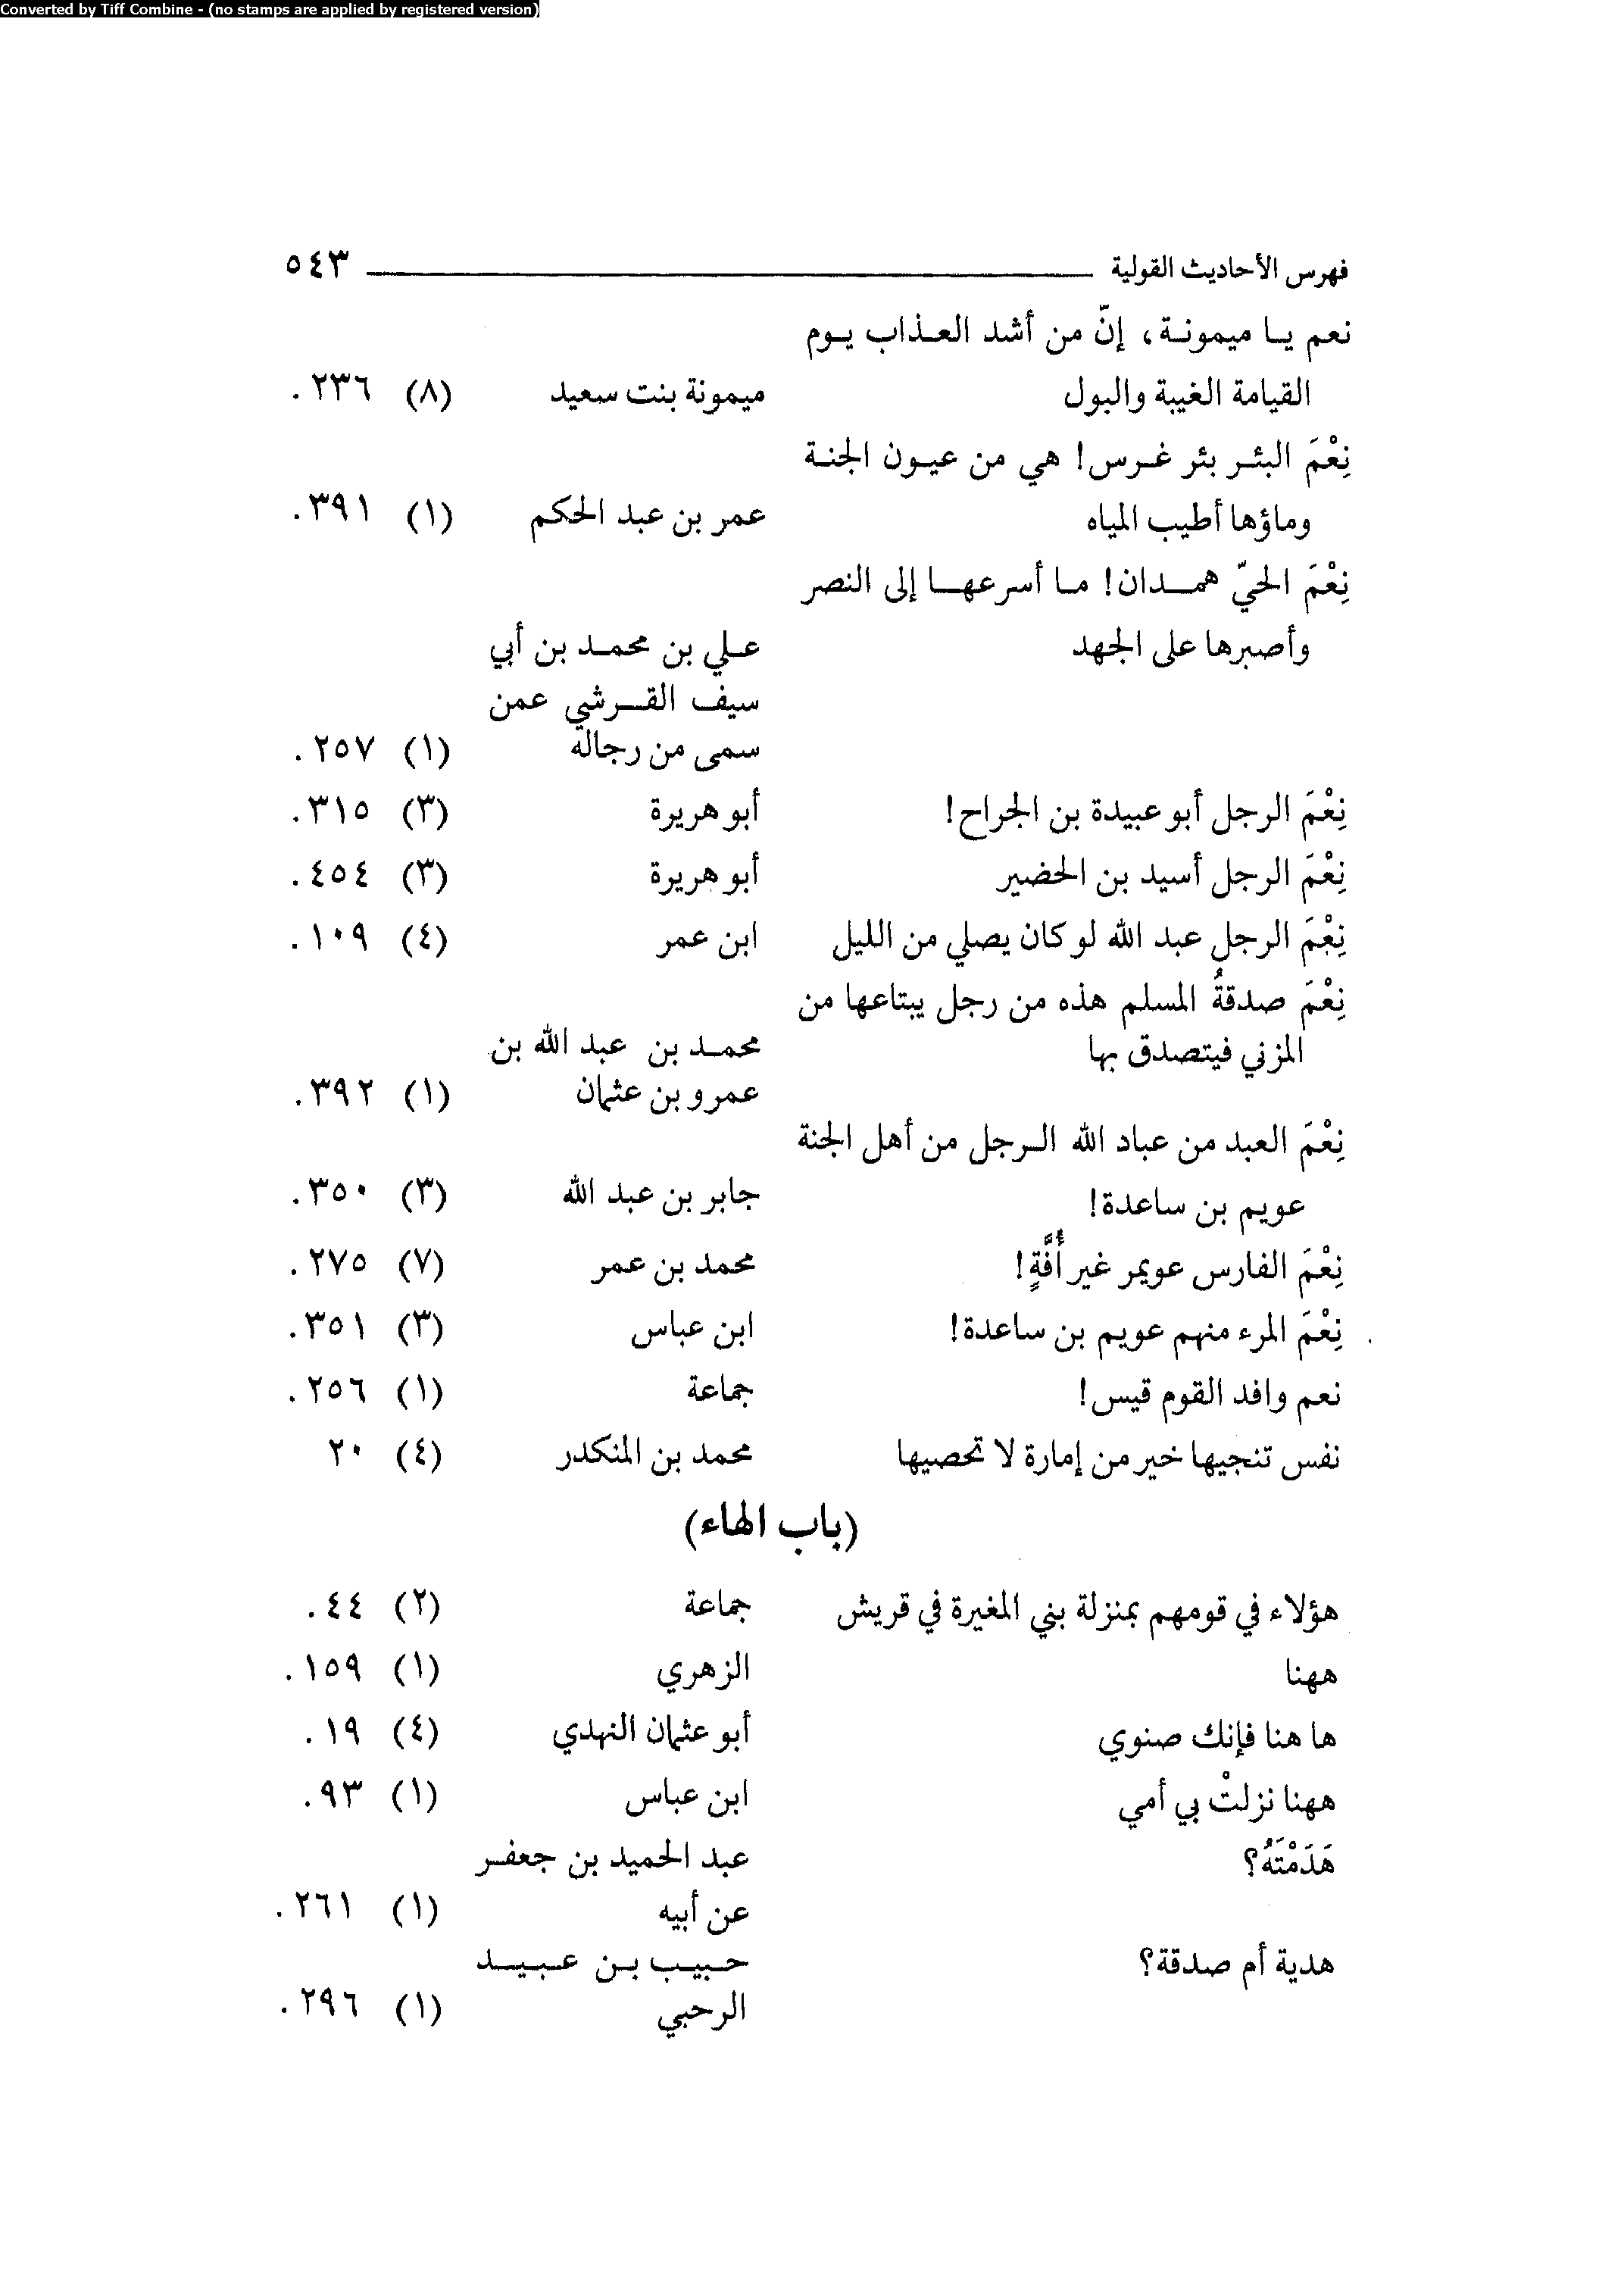 Converted by Tiff Combine - (no stamps are applied by registered version)
فهرس الأحاديث القولية ٥٤٣
نعم يا ميمونة، إنّ من أشد العذاب يوم
القيامة الغيبة والبول ميمونة بنت سعيد (٨) ٢٣٦.
نِعْمَ البئر بئر غرس! هي من عيون الجنة
وماؤها أطيب المياه عمر بن عبد الحكم (١) ٣٩١.
نِعْمَ الحيّ همدان! ما أسرعها إلى النصر
وأصبرها على الجهد علي بن محمد بن أبي
سيف القرشي عمن
سمى من رجاله (١) ٢٥٧.
نِعْمَ الرجل أبو عبيدة بن الجراح! أبو هريرة (٣) ٣١٥.
نِعْمَ الرجل أسيد بن الحضير أبو هريرة (٣) ٤٥٤.
نِعْمَ الرجل عبد الله لو كان يصلي من الليل ابن عمر (٤) ١٠٩.
نِعْمَ صدقةُ المسلم هذه من رجل يبتاعها من
المزني فيتصدق بها محمد بن عبد الله بن
عمرو بن عثمان (١) ٣٩٢.
نِعْمَ العبد من عباد الله الرجل من أهل الجنة
عويم بن ساعدة! جابر بن عبد الله (٣) ٣٥٠.
نِعْمَ الفارس عويمر غير أُفَّةٍ! محمد بن عمر (٧) ٢٧٥.
نِعْمَ المرء منهم عويم بن ساعدة! ابن عباس (٣) ٣٥١.
نعم وافد القوم قيس! جماعة (١) ٢٥٦.
نفس تنجيها خير من إمارة لا تحصيها محمد بن المنكدر (٤) ٢٠
(باب الهاء)
هؤلاء في قومهم بمنزلة بني المغيرة في قريش جماعة (٢) ٤٤.
ههنا الزهري (١) ١٥٩.
ها هنا فإنك صنوي أبو عثمان النهدي (٤) ١٩.
ههنا نزلتْ بي أمي ابن عباس (١) ٩٣.
هَدَمْتَهُ؟ عبد الحميد بن جعفر
عن أبيه (١) ٢٦١.
هدية أم صدقة؟ حبيب بن عبيد
الرحبي (١) ٢٩٦.